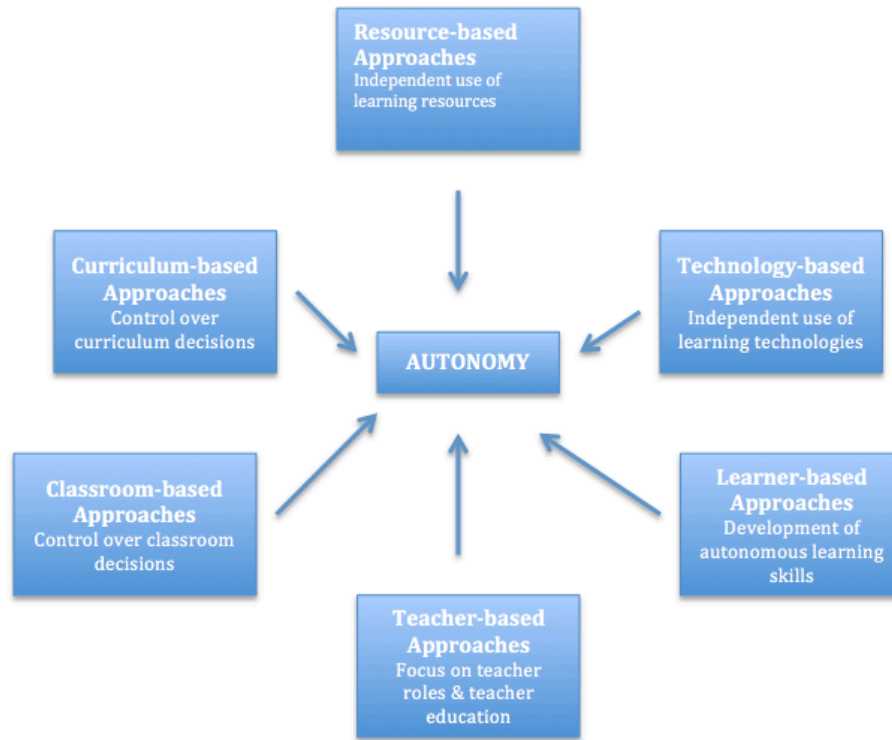 Resource-based
Approaches
Independent use of
learning resources
Curriculum-based
Approaches
Control over
curriculum decisions
Technology-based
Approaches
Independent use of
learning technologies
AUTONOMY
Classroom-based
Approaches
Control over classroom
decisions
Learner-based
Approaches
Development of
autonomous learning
skills
Teacher-based
Approaches
Focus on teacher
roles & teacher
education